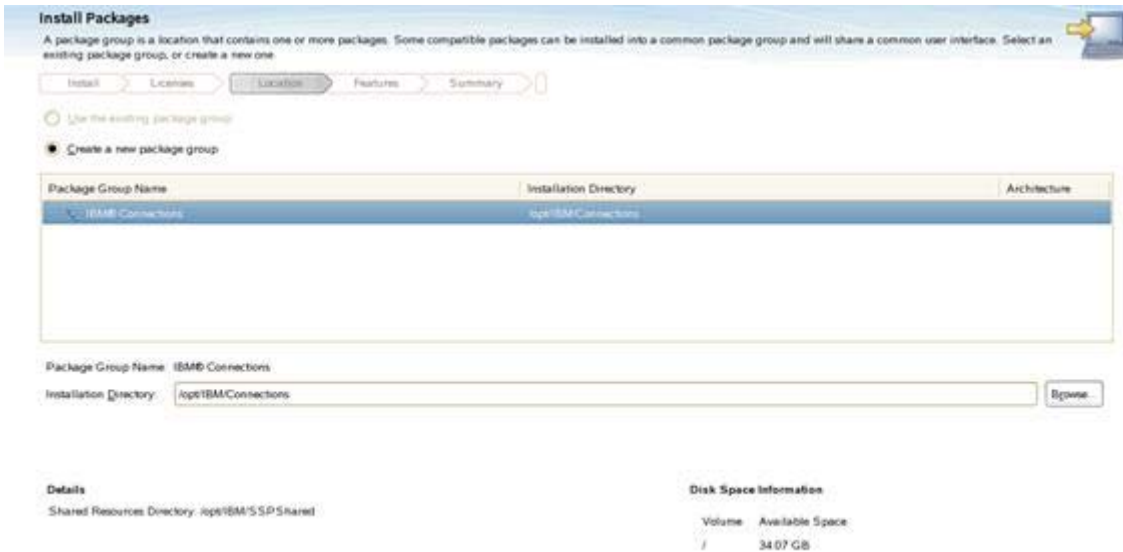 Install Packages
A package group is a location that contains one or more packages. Some compatible packages can be installed into a common package group and will share a common user interface. Select an
existing package group, or create a new one
Install Licenses Location Features Summary
Use the existing package group
Create a new package group
Package Group Name Installation Directory Architecture
IBM® Connections /opt/IBM/Connections
Package Group Name IBM® Connections
Installation Directory: /opt/IBM/Connections Browse...
Details Disk Space Information
Shared Resources Directory: /opt/IBM/SSPShared
Volume Available Space
/ 34.07 GB